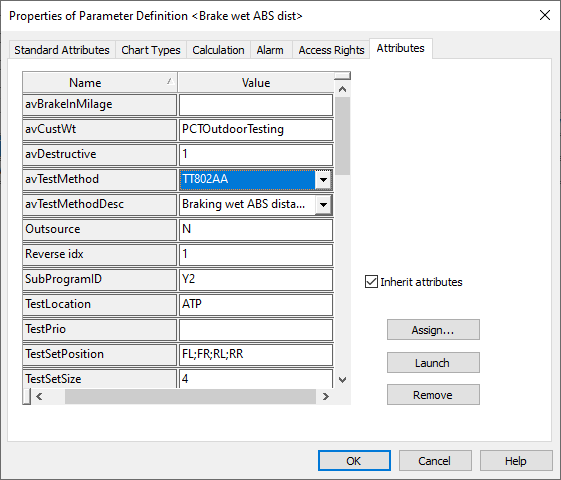 Properties of Parameter Definition <Brake wet ABS dist>
Standard Attributes Chart Types Calculation Alarm Access Rights Attributes
Name Value
avBrakeInMilage
avCustWt PCTOutdoorTesting
avDestructive 1
avTestMethod TT802AA
avTestMethodDesc Braking wet ABS dista...
Outsource N
Reverse idx 1
SubProgramID Y2
Inherit attributes
TestLocation ATP
TestPrio
Assign...
TestSetPosition FL;FR;RL;RR
Launch
TestSetSize 4
Remove
OK Cancel Help